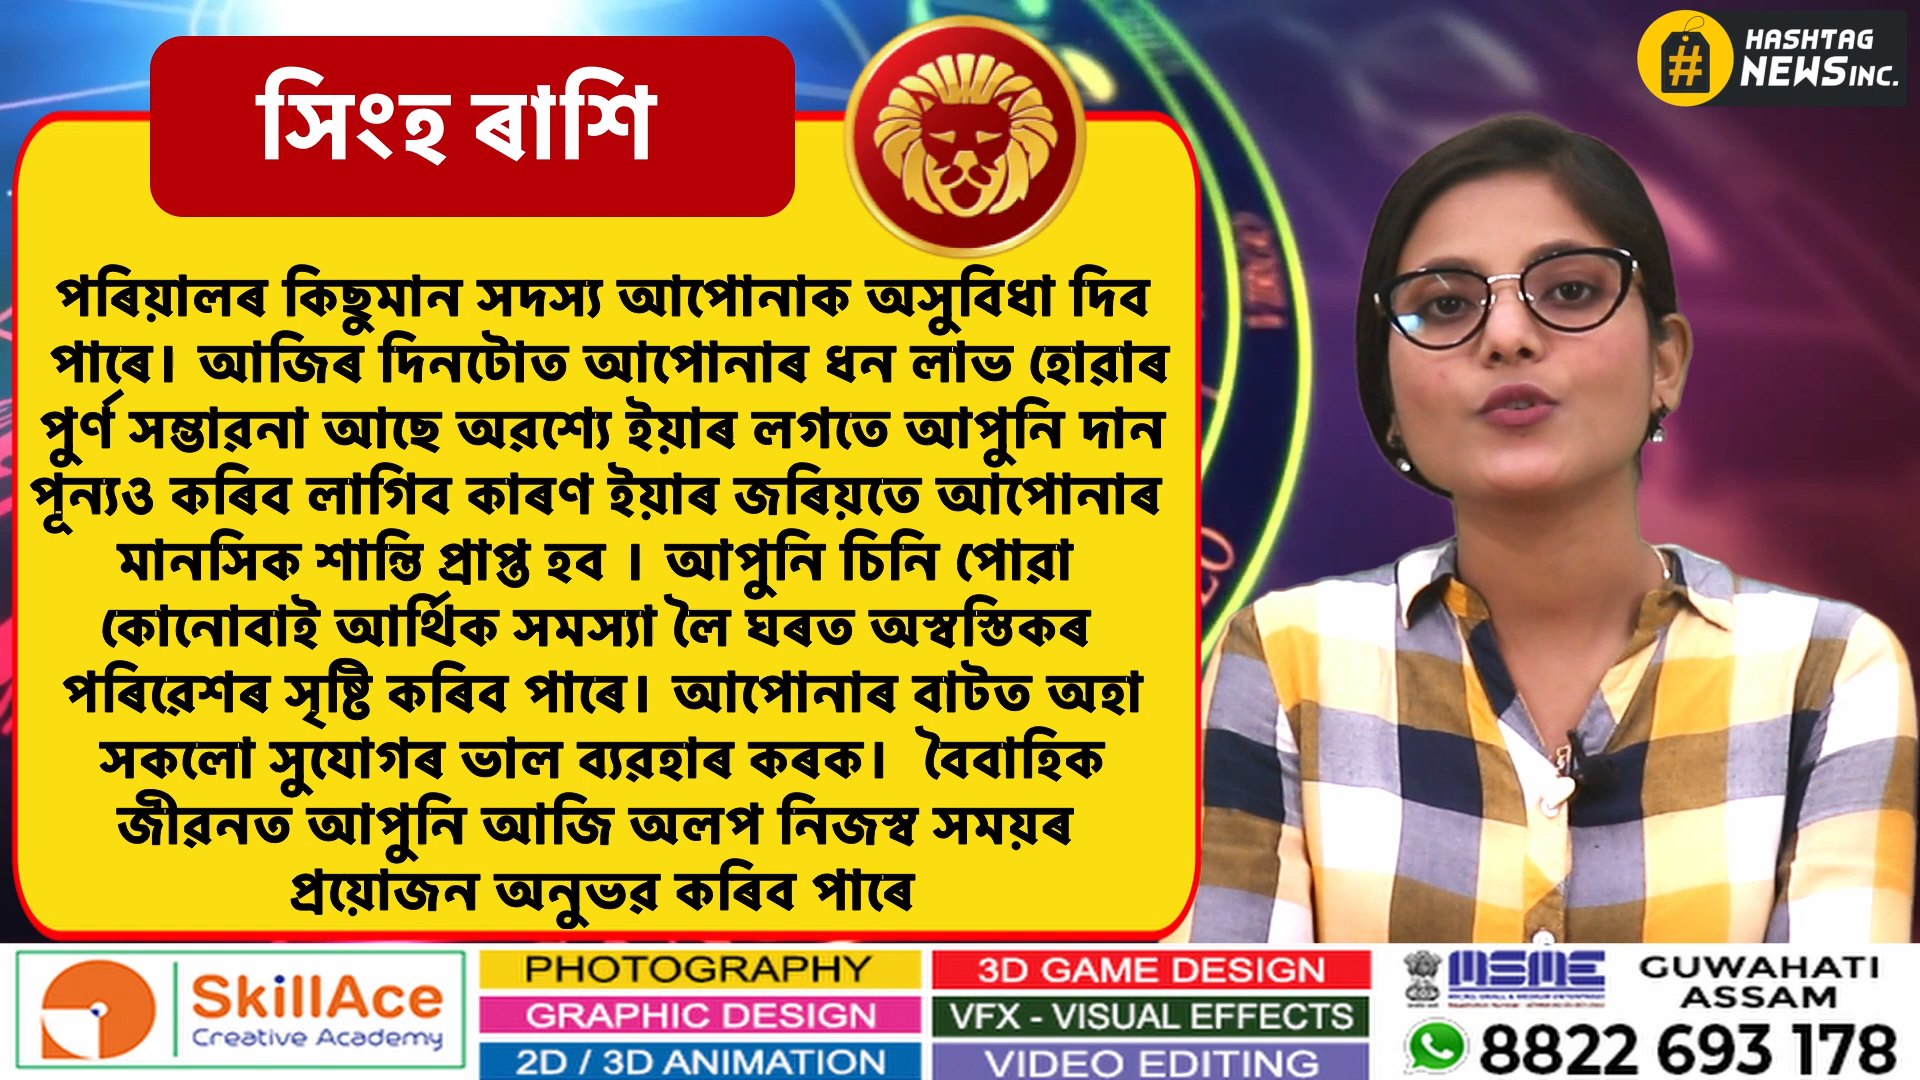 সিংহ ৰাশি
HASHTAG
NEWS INC.
পৰিয়ালৰ কিছুমান সদস্য আপোনাক অসুবিধা দিব
পাৰে। আজিৰ দিনটোত আপোনাৰ ধন লাভ হোৱাৰ
পুৰ্ণ সম্ভাৱনা আছে অৱশ্যে ইয়াৰ লগতে আপুনি দান
পূন্যও কৰিব লাগিব কাৰণ ইয়াৰ জৰিয়তে আপোনাৰ
মানসিক শান্তি প্ৰাপ্ত হব । আপুনি চিনি পোৱা
কোনোবাই আৰ্থিক সমস্যা লৈ ঘৰত অস্বস্তিকৰ
পৰিৱেশৰ সৃষ্টি কৰিব পাৰে। আপোনাৰ বাটত অহা
সকলো সুযোগৰ ভাল ব্যৱহাৰ কৰক। বৈবাহিক
জীৱনত আপুনি আজি অলপ নিজস্ব সময়ৰ
প্ৰয়োজন অনুভৱ কৰিব পাৰে
SkillAce
Creative Academy
PHOTOGRAPHY
GRAPHIC DESIGN
2D / 3D ANIMATION
3D GAME DESIGN
VFX - VISUAL EFFECTS
VIDEO EDITING
MSME
GUWAHATI
ASSAM
8822 693 178